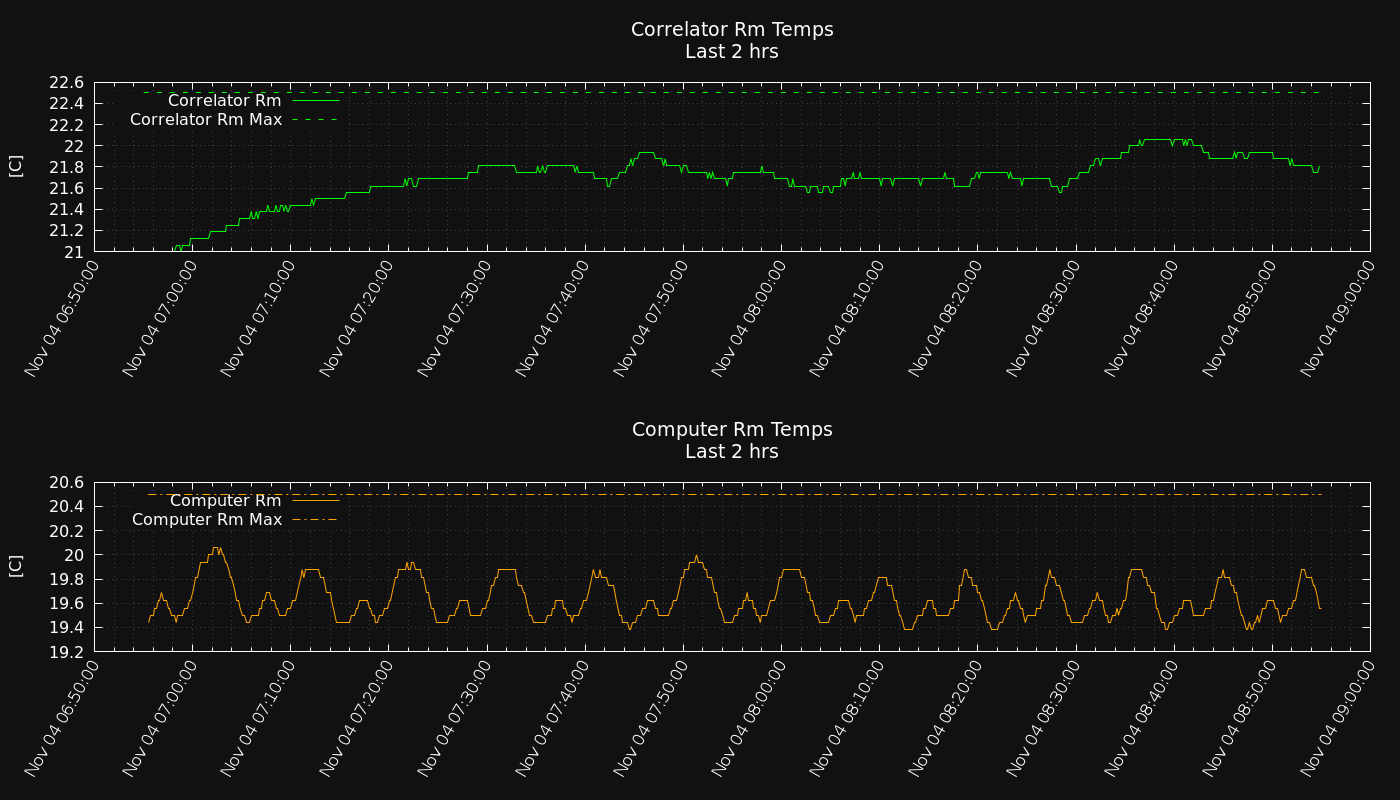 Correlator Rm Temps
Last 2 hrs
22.6
22.4
22.2
22
21.8
21.6
21.4
21.2
21
[C]
Correlator Rm
Correlator Rm Max
Nov 04 06:50:00
Nov 04 07:00:00
Nov 04 07:10:00
Nov 04 07:20:00
Nov 04 07:30:00
Nov 04 07:40:00
Nov 04 07:50:00
Nov 04 08:00:00
Nov 04 08:10:00
Nov 04 08:20:00
Nov 04 08:30:00
Nov 04 08:40:00
Nov 04 08:50:00
Nov 04 09:00:00
Computer Rm Temps
Last 2 hrs
20.6
20.4
20.2
20
19.8
19.6
19.4
19.2
[C]
Computer Rm
Computer Rm Max
Nov 04 06:50:00
Nov 04 07:00:00
Nov 04 07:10:00
Nov 04 07:20:00
Nov 04 07:30:00
Nov 04 07:40:00
Nov 04 07:50:00
Nov 04 08:00:00
Nov 04 08:10:00
Nov 04 08:20:00
Nov 04 08:30:00
Nov 04 08:40:00
Nov 04 08:50:00
Nov 04 09:00:00